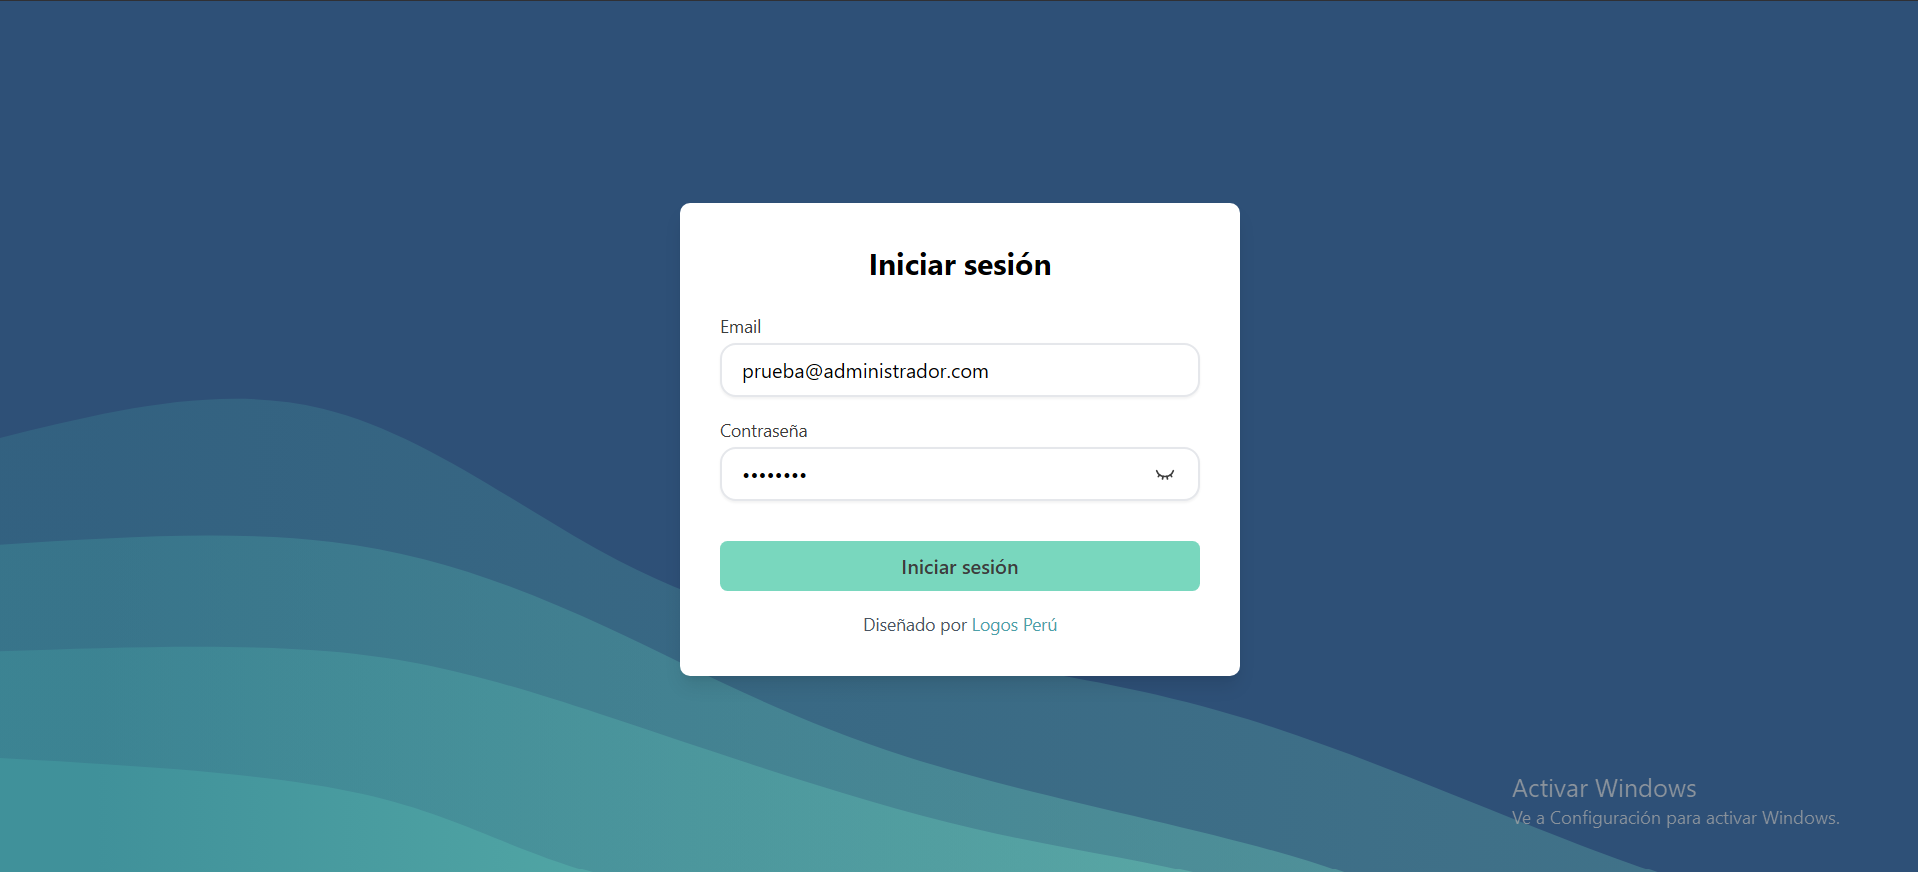 Iniciar sesión
Email
prueba@administrador.com
Contraseña
••••••••
Iniciar sesión
Diseñado por Logos Perú
Activar Windows
Ve a Configuración para activar Windows.